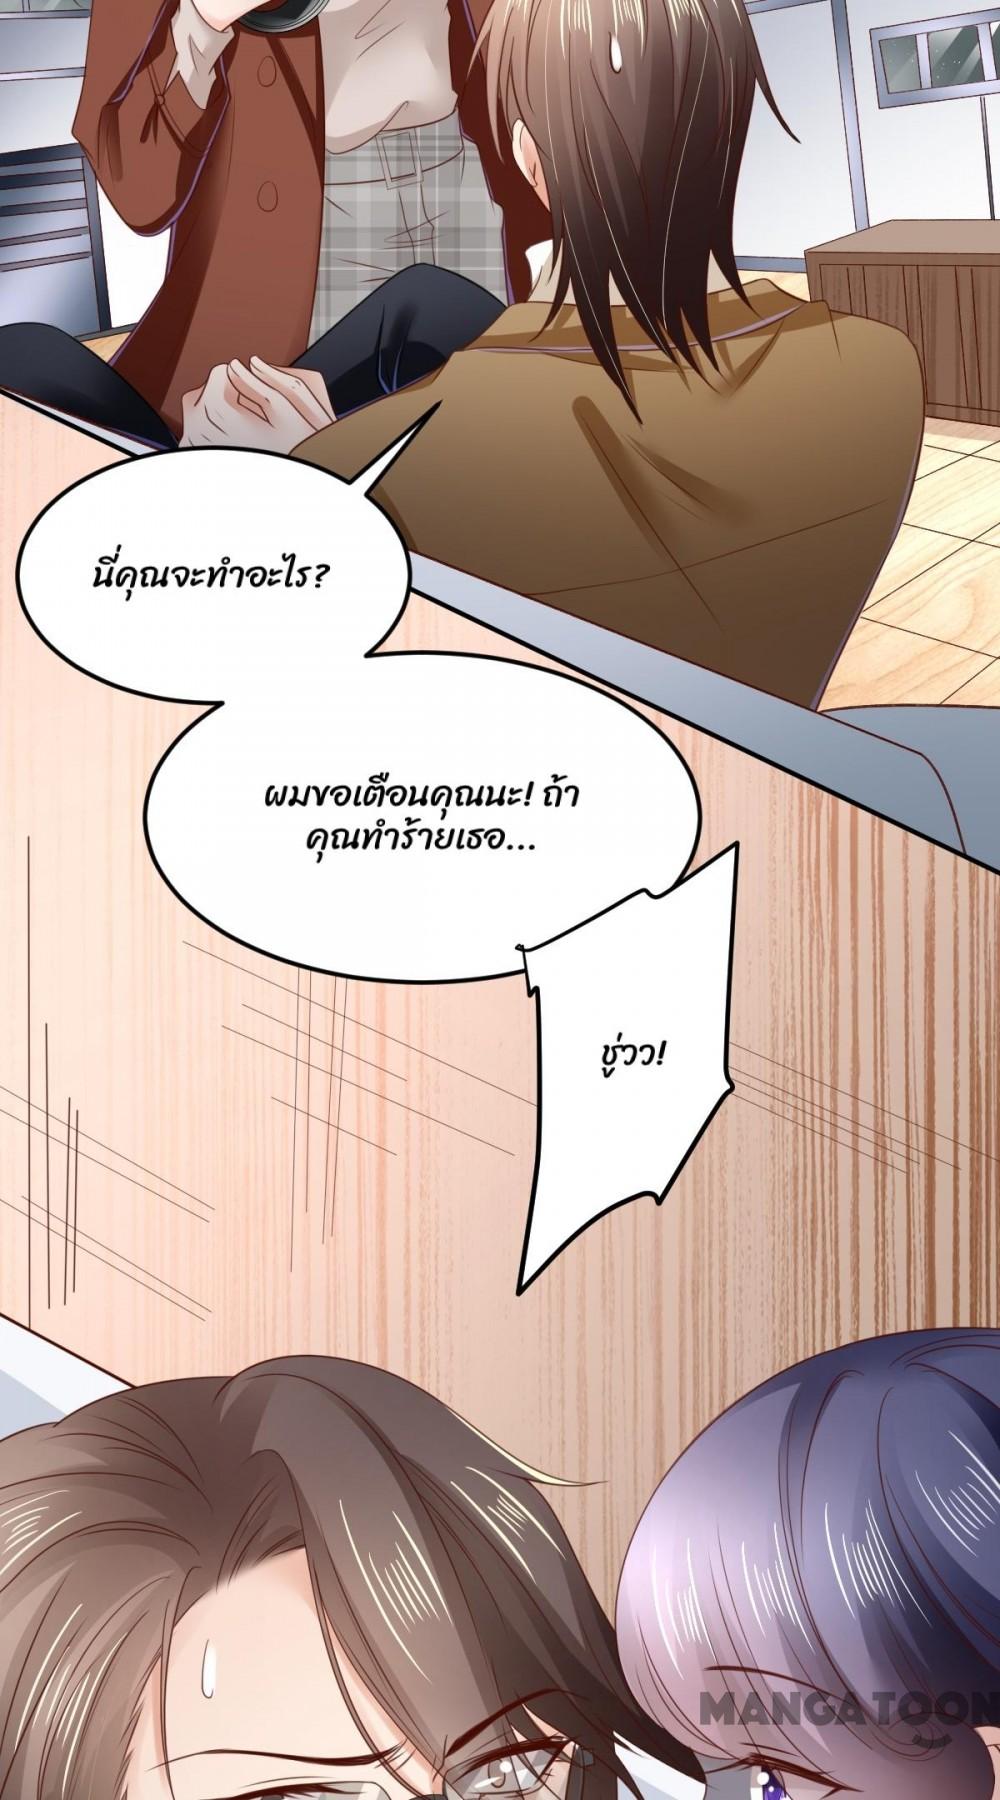 นี่คุณจะทำอะไร?
ผมขอเตือนคุณนะ! ถ้า
คุณทำร้ายเธอ...
ชู่วว!
MANGATOON